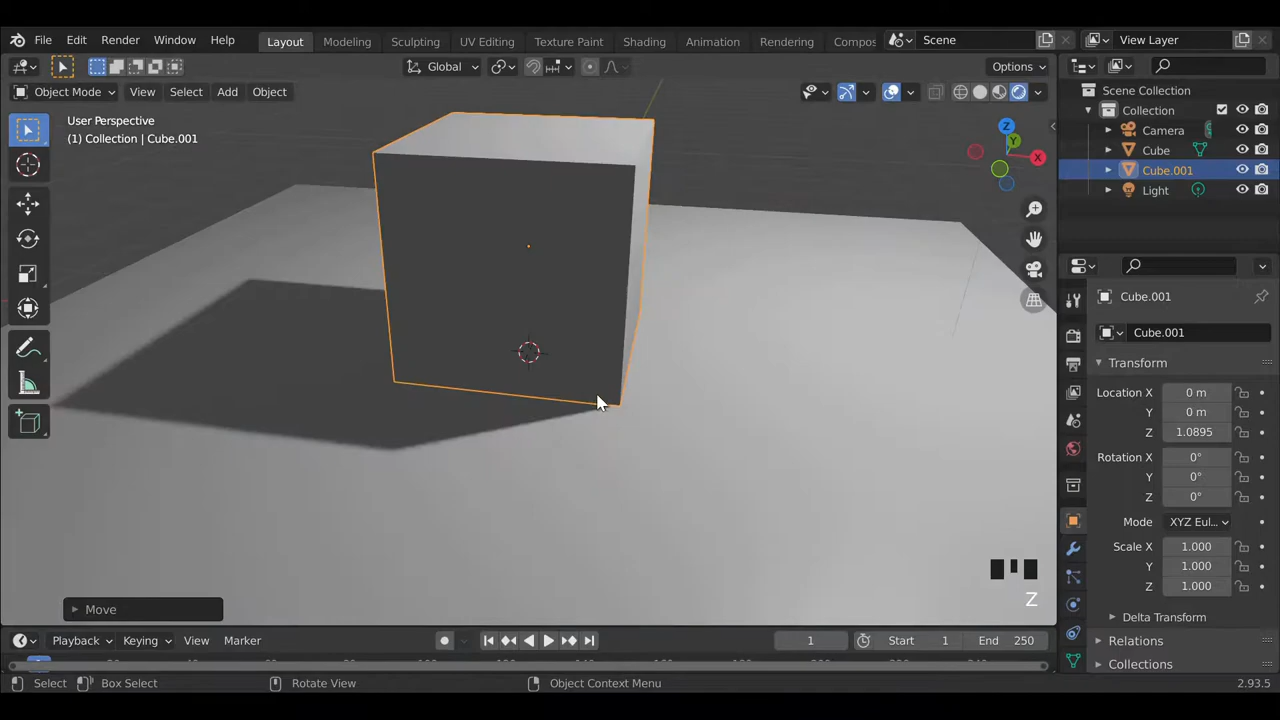 File Edit Render Window Help Layout Modeling Sculpting UV Editing Texture Paint Shading Animation Rendering Compos Scene View Layer
Global Options
Object Mode View Select Add Object
User Perspective
(1) Collection | Cube.001
Z
Y
X
Scene Collection
Collection
Camera
Cube
Cube.001
Light
Cube.001
Cube.001
Transform
Location X 0 m
Y 0 m
Z 1.0895
Rotation X 0°
Y 0°
Z 0°
Mode XYZ Eul...
Scale X 1.000
Y 1.000
Z 1.000
Delta Transform
Relations
Collections
Z
Move
Playback Keying View Marker 1 Start 1 End 250
Select Box Select Rotate View Object Context Menu 2.93.5